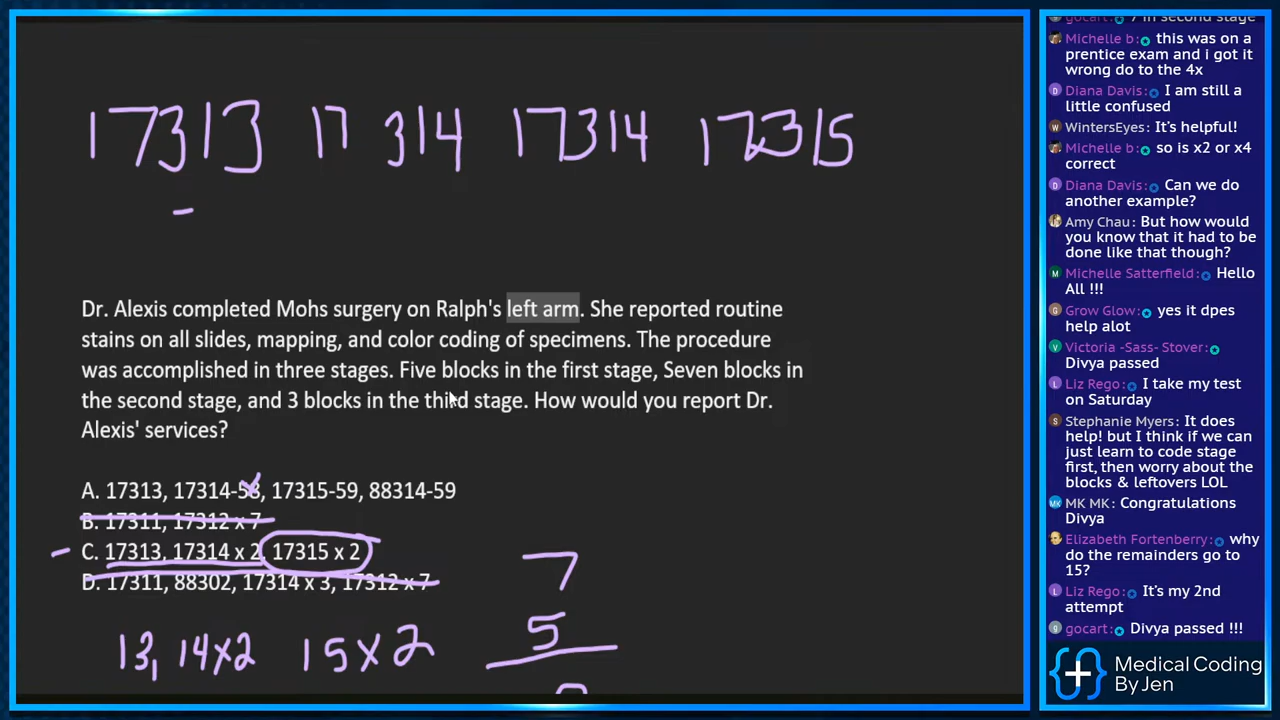 17313 17314 17314 17315
Dr. Alexis completed Mohs surgery on Ralph's left arm. She reported routine
stains on all slides, mapping, and color coding of specimens. The procedure
was accomplished in three stages. Five blocks in the first stage, Seven blocks in
the second stage, and 3 blocks in the third stage. How would you report Dr.
Alexis' services?
A. 17313, 17314-58, 17315-59, 88314-59
B. 17311, 17312 x 7
C. 17313, 17314 x 2, 17315 x 2
D. 17311, 88302, 17314 x 3, 17312 x 7
13, 14x2 15x2
7
5
gocart: 7 in second stage
Michelle b: this was on a
prentice exam and i got it
wrong do to the 4x
Diana Davis: I am still a
little confused
WintersEyes: It's helpful!
Michelle b: so is x2 or x4
correct
Diana Davis: Can we do
another example?
Amy Chau: But how would
you know that it had to be
done like that though?
Michelle Satterfield: Hello
All !!!
Grow Glow: yes it dpes
help alot
Victoria -Sass- Stover:
Divya passed
Liz Rego: I take my test
on Saturday
Stephanie Myers: It does
help! but I think if we can
just learn to code stage
first, then worry about the
blocks & leftovers LOL
MK MK: Congratulations
Divya
Elizabeth Fortenberry: why
do the remainders go to
15?
Liz Rego: It's my 2nd
attempt
gocart: Divya passed !!!
Medical Coding
By Jen